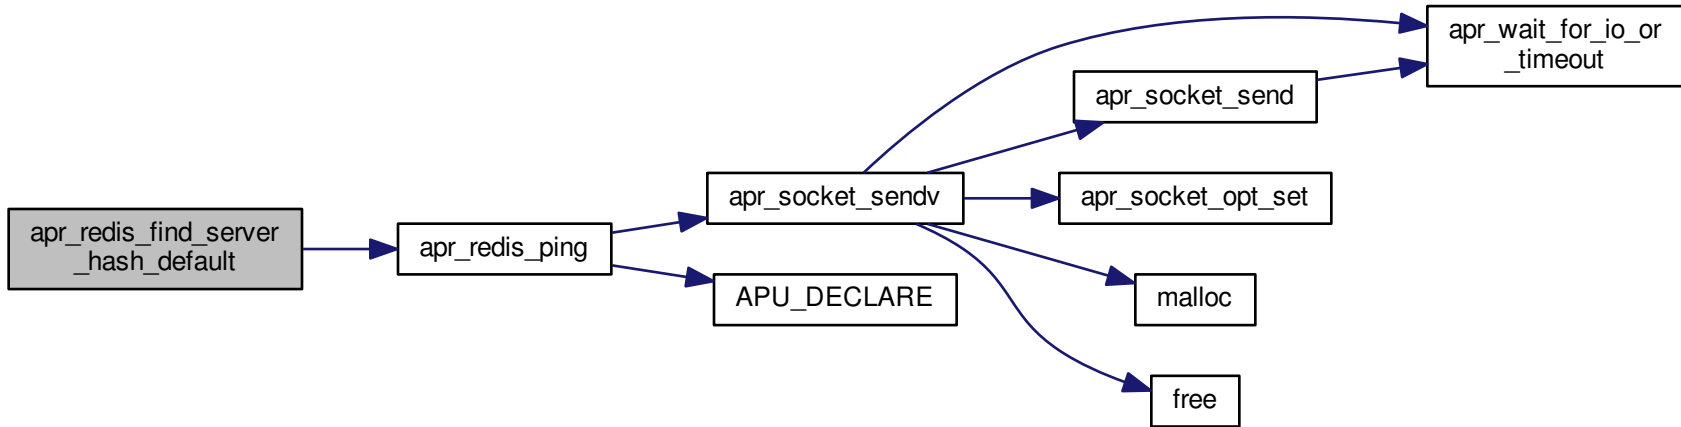 apr_redis_find_server
_hash_default
apr_redis_ping
apr_socket_sendv
APU_DECLARE
apr_wait_for_io_or
_timeout
apr_socket_send
apr_socket_opt_set
malloc
free